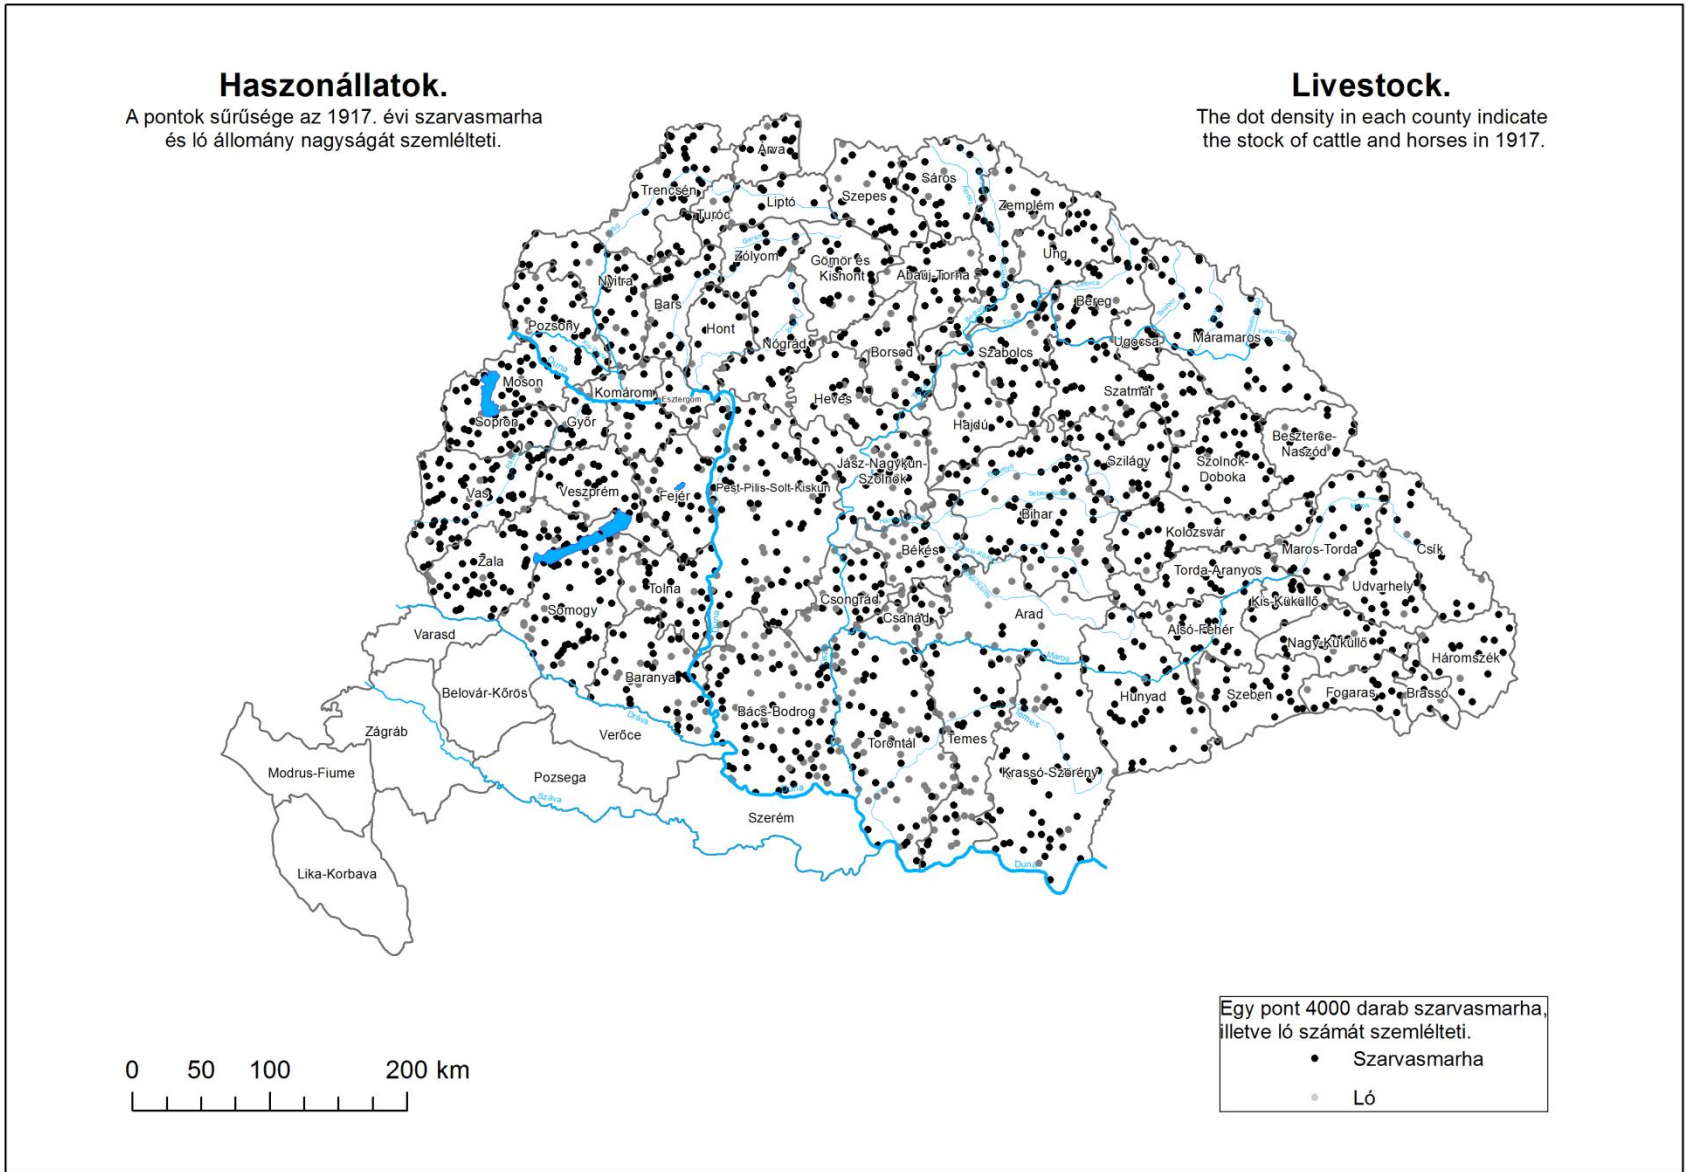 Haszonállatok.
A pontok sűrűsége az 1917. évi szarvasmarha
és ló állomány nagyságát szemlélteti.
Livestock.
The dot density in each county indicate
the stock of cattle and horses in 1917.
Árva
Trencsén
Turóc
Liptó
Szepes
Sáros
Zemplém
Ung
Zólyom
Gömör és
Kishont
Abaúj-Torna
Nyitra
Bars
Bereg
Pozsony
Hont
Nógrád
Borsod
Szabolcs
Ugocsa
Máramaros
Moson
Komárom
Esztergom
Heves
Szatmár
Sopron
Győr
Hajdú
Beszterce-
Naszód
Vas
Veszprém
Fejér
Pest-Pilis-Solt-Kiskun
Jász-Nagykun-
Szolnok
Szilágy
Szolnok-
Doboka
Bihar
Kolozsvár
Zala
Békés
Maros-Torda
Csík
Somogy
Tolna
Csongrád
Csanád
Arad
Torda-Aranyos
Kis-Küküllő
Udvarhely
Varasd
Alsó-Fehér
Nagy-Küküllő
Háromszék
Belovár-Kőrös
Baranya
Bács-Bodrog
Hunyad
Szeben
Fogaras
Brassó
Zágráb
Verőce
Torontál
Temes
Modrus-Fiume
Pozsega
Krassó-Szörény
Szerém
Lika-Korbava
Duna
Dráva
Száva
Maros
Temes
Duna
0 50 100 200 km
Egy pont 4000 darab szarvasmarha,
illetve ló számát szemlélteti.
Szarvasmarha
Ló